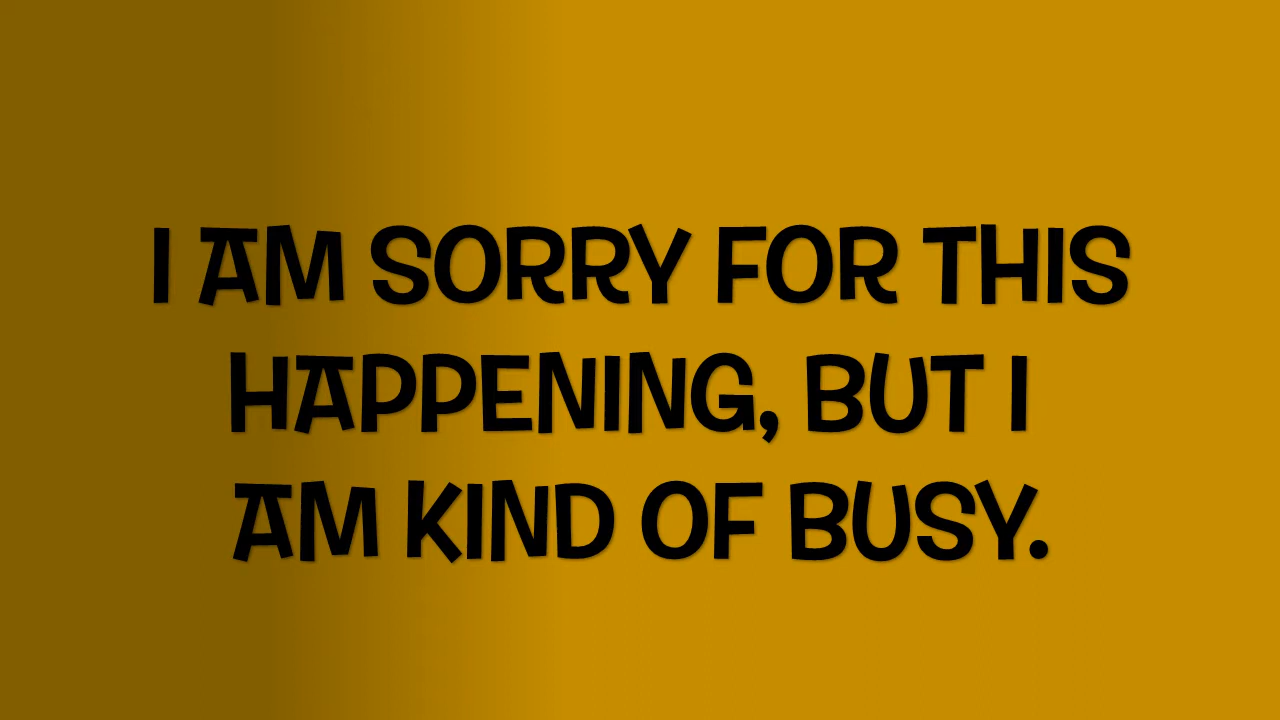 I AM SORRY FOR THIS
HAPPENING, BUT I
AM KIND OF BUSY.